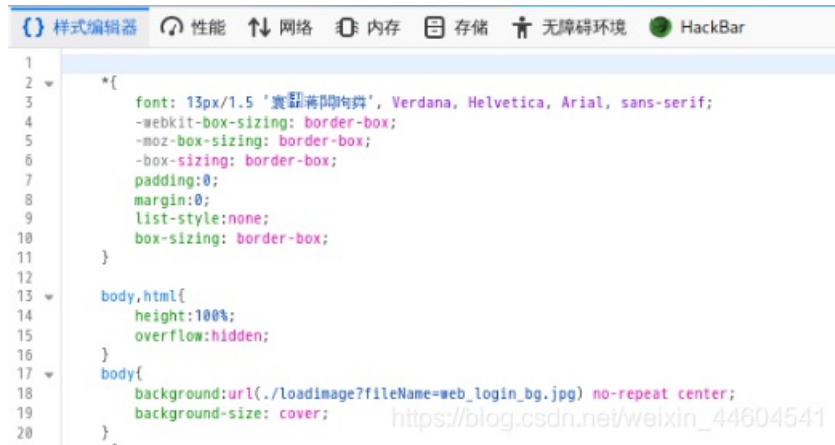 样式编辑器 性能 网络 内存 存储 无障碍环境 HackBar
1
2 *{
3 font: 13px/1.5 ', Verdana, Helvetica, Arial, sans-serif;
4 -webkit-box-sizing: border-box;
5 -moz-box-sizing: border-box;
6 -box-sizing: border-box;
7 padding:0;
8 margin:0;
9 list-style:none;
10 box-sizing: border-box;
11 }
12
13 body,html{
14 height:100%;
15 overflow:hidden;
16 }
17 body{
18 background:url(./loadimage?fileName=web_login_bg.jpg) no-repeat center;
19 background-size: cover;
20 }
https://blog.csdn.net/weixin_44604541